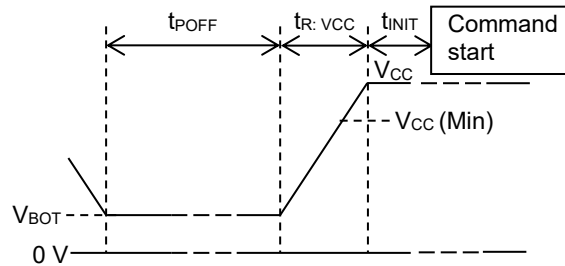 tPOFF
tR: VCC
tINIT
Command
start
VCC
VCC (Min)
VBOT
0 V